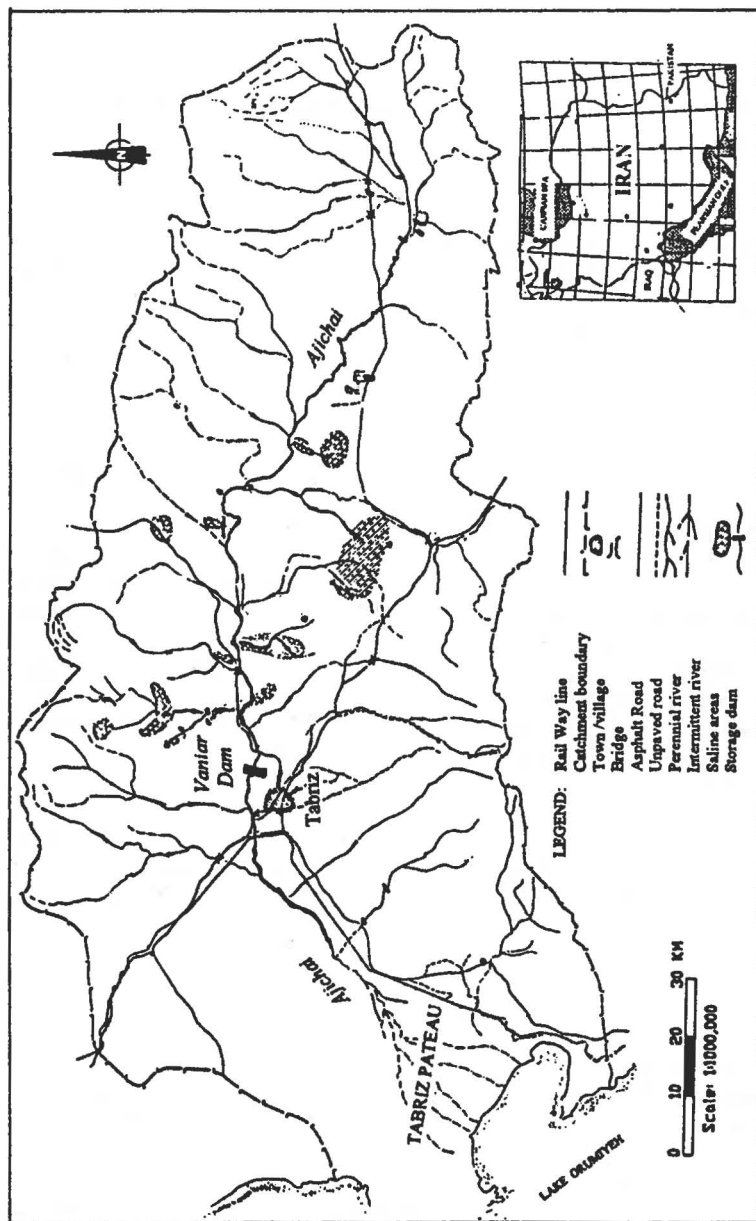 N
Ajichai
Vaniar
Dam
Tabriz
Ajichai
TABRIZ PATEAU
LAKE ORUMIYEH
0 10 20 30 KM
Scale: 1:1000,000
LEGEND:
Rail Way line
Catchment boundary
Town /village
Bridge
Asphalt Road
Unpaved road
Perennial river
Intermittent river
Saline areas
Storage dam
IRAN
IRAQ
PAKISTAN